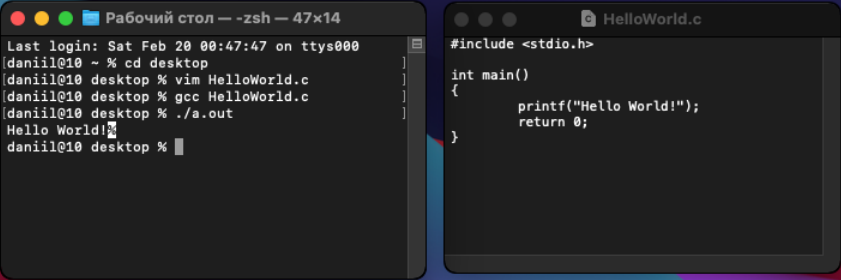 Рабочий стол — -zsh — 47×14
Last login: Sat Feb 20 00:47:47 on ttys000
[daniil@10 ~ % cd desktop ]
[daniil@10 desktop % vim HelloWorld.c ]
[daniil@10 desktop % gcc HelloWorld.c ]
[daniil@10 desktop % ./a.out ]
Hello World!%
daniil@10 desktop %
HelloWorld.c
#include <stdio.h>
int main()
{
printf("Hello World!");
return 0;
}